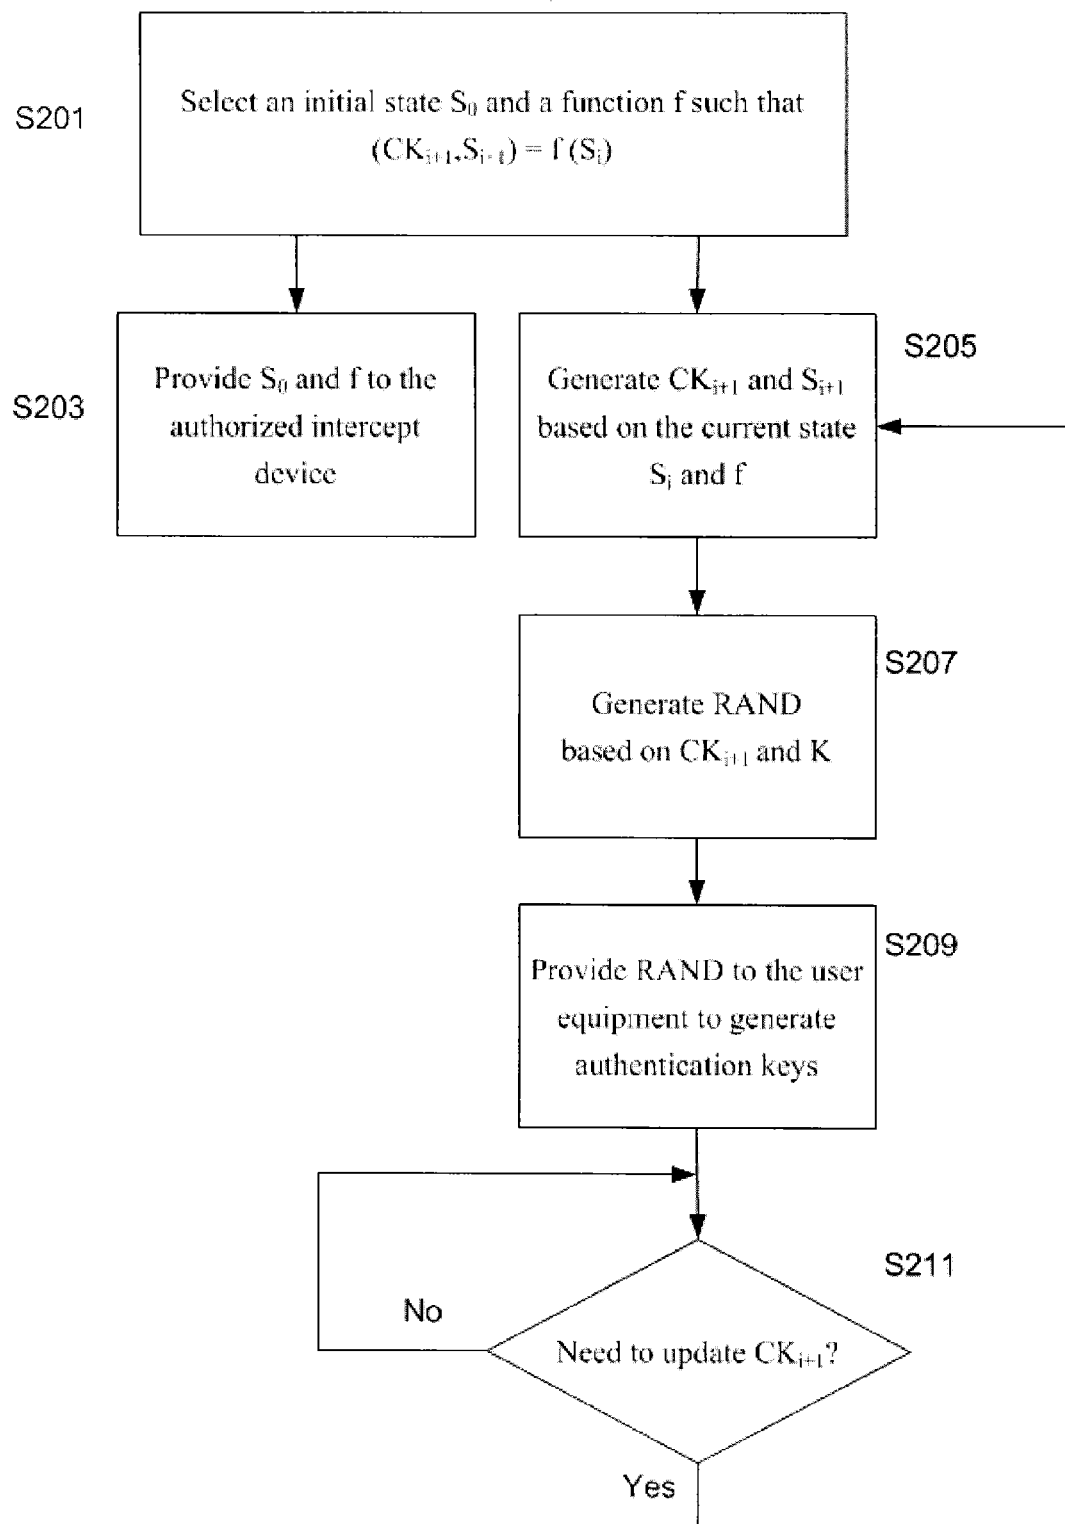 S201
Select an initial state S₀ and a function f such that
(CKᵢ₊₁,Sᵢ₊₁) = f (Sᵢ)
S203
Provide S₀ and f to the
authorized intercept
device
S205
Generate CKᵢ₊₁ and Sᵢ₊₁
based on the current state
Sᵢ and f
S207
Generate RAND
based on CKᵢ₊₁ and K
S209
Provide RAND to the user
equipment to generate
authentication keys
S211
No
Need to update CKᵢ₊₁?
Yes